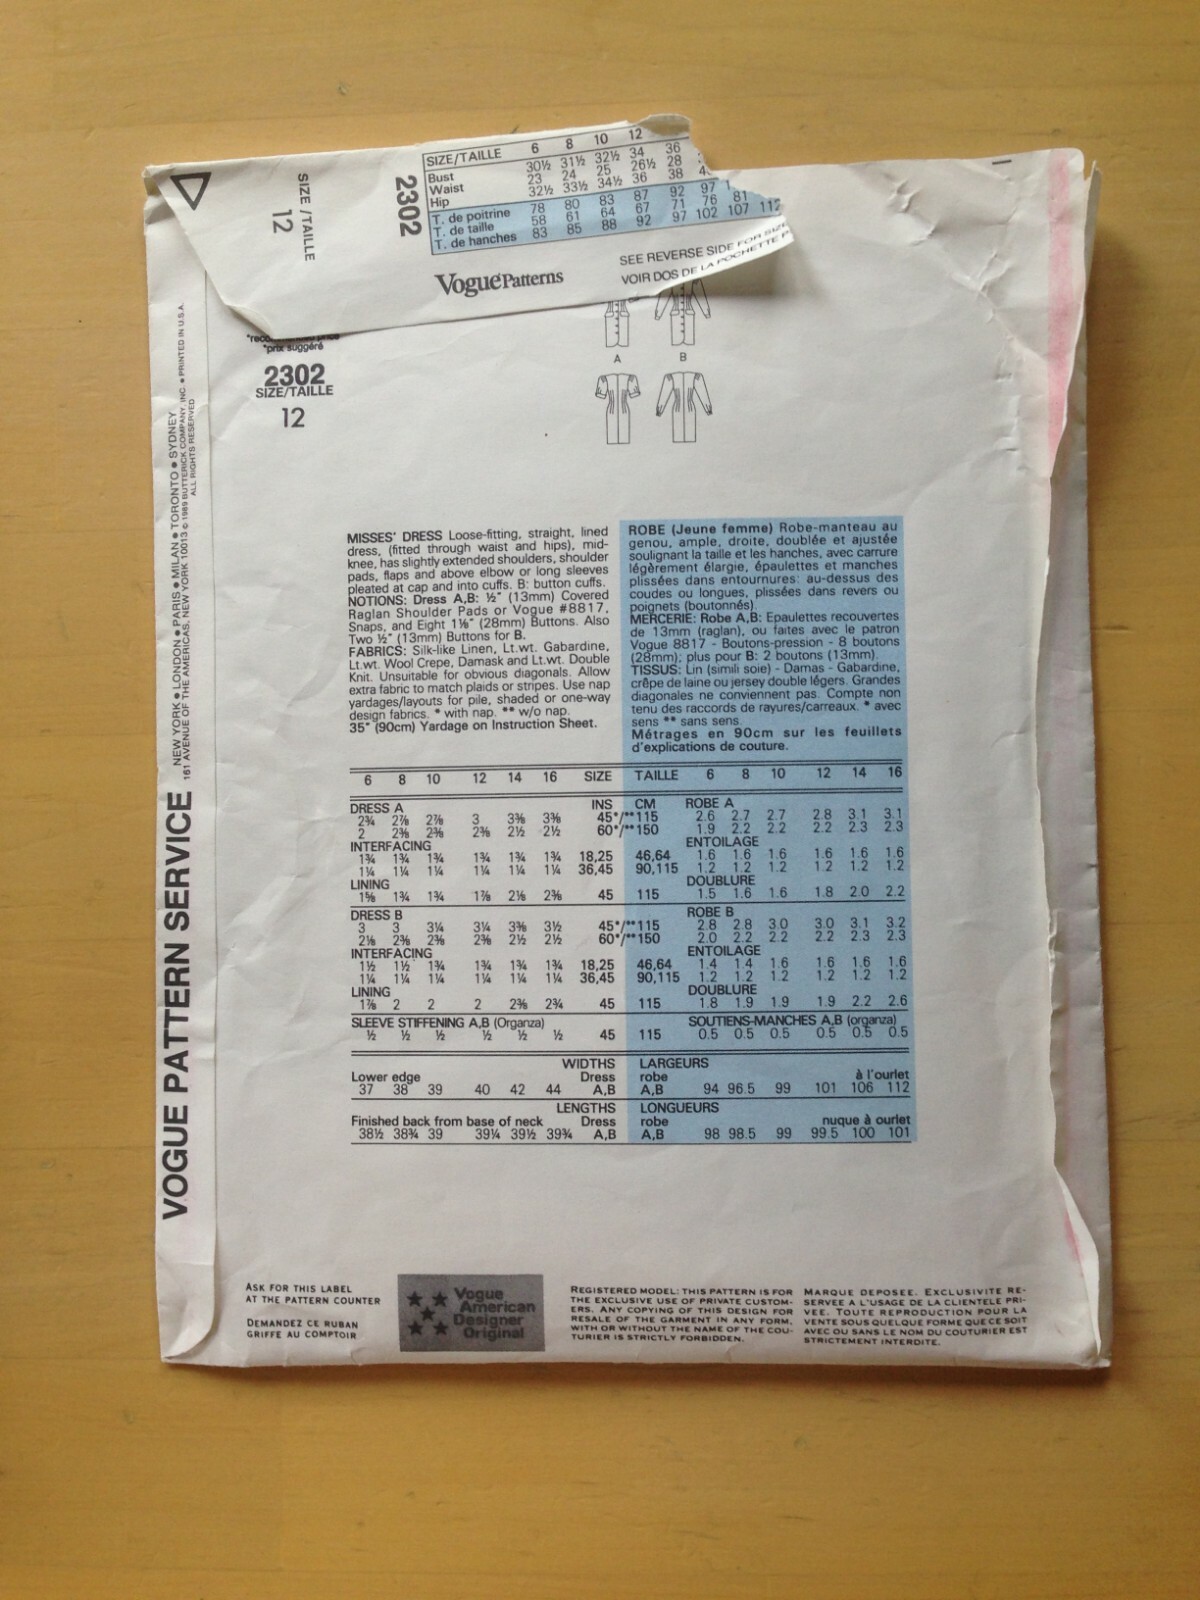 SIZE/TAILLE 6 8 10 12
Bust 30½ 31½ 32½ 34 36
Waist 23 24 25 26½ 28
Hip 32½ 33½ 34½ 36 38
T. de poitrine 78 80 83 87 92 97
T. de taille 58 61 64 67 71 76 81
T. de hanches 83 85 88 92 97 102 107 112
2302
SIZE/TAILLE
12
Vogue Patterns
SEE REVERSE SIDE FOR
VOIR DOS DE LA POCHETTE
*prix suggéré
2302
SIZE/TAILLE
12
A B
NEW YORK ● LONDON ● PARIS ● MILAN ● TORONTO ● SYDNEY
161 AVENUE OF THE AMERICAS, NEW YORK 10013 © 1989 BUTTERICK COMPANY, INC. ● PRINTED IN U.S.A.
ALL RIGHTS RESERVED
VOGUE PATTERN SERVICE
MISSES' DRESS Loose-fitting, straight, lined
dress, (fitted through waist and hips), mid-
knee, has slightly extended shoulders, shoulder
pads, flaps and above elbow or long sleeves
pleated at cap and into cuffs. B: button cuffs.
NOTIONS: Dress A,B: ½" (13mm) Covered
Raglan Shoulder Pads or Vogue #8817,
Snaps, and Eight 1⅛" (28mm) Buttons. Also
Two ½" (13mm) Buttons for B.
FABRICS: Silk-like Linen, Lt.wt. Gabardine,
Lt.wt. Wool Crepe, Damask and Lt.wt. Double
Knit. Unsuitable for obvious diagonals. Allow
extra fabric to match plaids or stripes. Use nap
yardages/layouts for pile, shaded or one-way
design fabrics. * with nap. ** w/o nap.
35" (90cm) Yardage on Instruction Sheet.
ROBE (Jeune femme) Robe-manteau au
genou, ample, droite, doublée et ajustée
soulignant la taille et les hanches, avec carrure
légèrement élargie, épaulettes et manches
plissées dans entournures: au-dessus des
coudes ou longues, plissées dans revers ou
poignets (boutonnés).
MERCERIE: Robe A,B: Epaulettes recouvertes
de 13mm (raglan), ou faites avec le patron
Vogue 8817 - Boutons-pression - 8 boutons
(28mm); plus pour B: 2 boutons (13mm).
TISSUS: Lin (simili soie) - Damas - Gabardine,
crêpe de laine ou jersey double légers. Grandes
diagonales ne conviennent pas. Compte non
tenu des raccords de rayures/carreaux. * avec
sens ** sans sens.
Métrages en 90cm sur les feuillets
d'explications de couture.
6 8 10 12 14 16 SIZE TAILLE 6 8 10 12 14 16
DRESS A INS CM ROBE A
2¾ 2⅞ 2⅞ 3 3⅜ 3⅜ 45*/**115 2.6 2.7 2.7 2.8 3.1 3.1
2 2⅜ 2⅜ 2⅜ 2½ 2½ 60*/**150 1.9 2.2 2.2 2.2 2.3 2.3
INTERFACING ENTOILAGE
1¾ 1¾ 1¾ 1¾ 1¾ 1¾ 18,25 46,64 1.6 1.6 1.6 1.6 1.6 1.6
1¼ 1¼ 1¼ 1¼ 1¼ 1¼ 36,45 90,115 1.2 1.2 1.2 1.2 1.2 1.2
LINING DOUBLURE
1⅝ 1¾ 1¾ 1⅞ 2⅛ 2⅜ 45 115 1.5 1.6 1.6 1.8 2.0 2.2
DRESS B ROBE B
3 3 3¼ 3¼ 3⅜ 3½ 45*/**115 2.8 2.8 3.0 3.0 3.1 3.2
2⅛ 2⅜ 2⅜ 2⅜ 2½ 2½ 60*/**150 2.0 2.2 2.2 2.2 2.3 2.3
INTERFACING ENTOILAGE
1½ 1½ 1¾ 1¾ 1¾ 1¾ 18,25 46,64 1.4 1.4 1.6 1.6 1.6 1.6
1¼ 1¼ 1¼ 1¼ 1¼ 1¼ 36,45 90,115 1.2 1.2 1.2 1.2 1.2 1.2
LINING DOUBLURE
1⅞ 2 2 2 2⅜ 2¾ 45 115 1.8 1.9 1.9 1.9 2.2 2.6
SLEEVE STIFFENING A,B (Organza) SOUTIENS-MANCHES A,B (organza)
½ ½ ½ ½ ½ ½ 45 115 0.5 0.5 0.5 0.5 0.5 0.5
WIDTHS LARGEURS
Lower edge Dress robe à l'ourlet
37 38 39 40 42 44 A,B A,B 94 96.5 99 101 106 112
LENGTHS LONGUEURS
Finished back from base of neck Dress robe nuque à ourlet
38½ 38¾ 39 39¼ 39½ 39¾ A,B A,B 98 98.5 99 99.5 100 101
ASK FOR THIS LABEL
AT THE PATTERN COUNTER
DEMANDEZ CE RUBAN
GRIFFE AU COMPTOIR
Vogue
American
Designer
Original
REGISTERED MODEL: THIS PATTERN IS FOR
THE EXCLUSIVE USE OF PRIVATE CUSTOM-
ERS. ANY COPYING OF THIS DESIGN FOR
RESALE OF THE GARMENT IN ANY FORM,
WITH OR WITHOUT THE NAME OF THE COU-
TURIER IS STRICTLY FORBIDDEN.
MARQUE DEPOSEE. EXCLUSIVITE RE-
SERVEE A L'USAGE DE LA CLIENTELE PRI-
VEE. TOUTE REPRODUCTION POUR LA
VENTE SOUS QUELQUE FORME QUE CE SOIT
AVEC OU SANS LE NOM DU COUTURIER EST
STRICTEMENT INTERDITE.